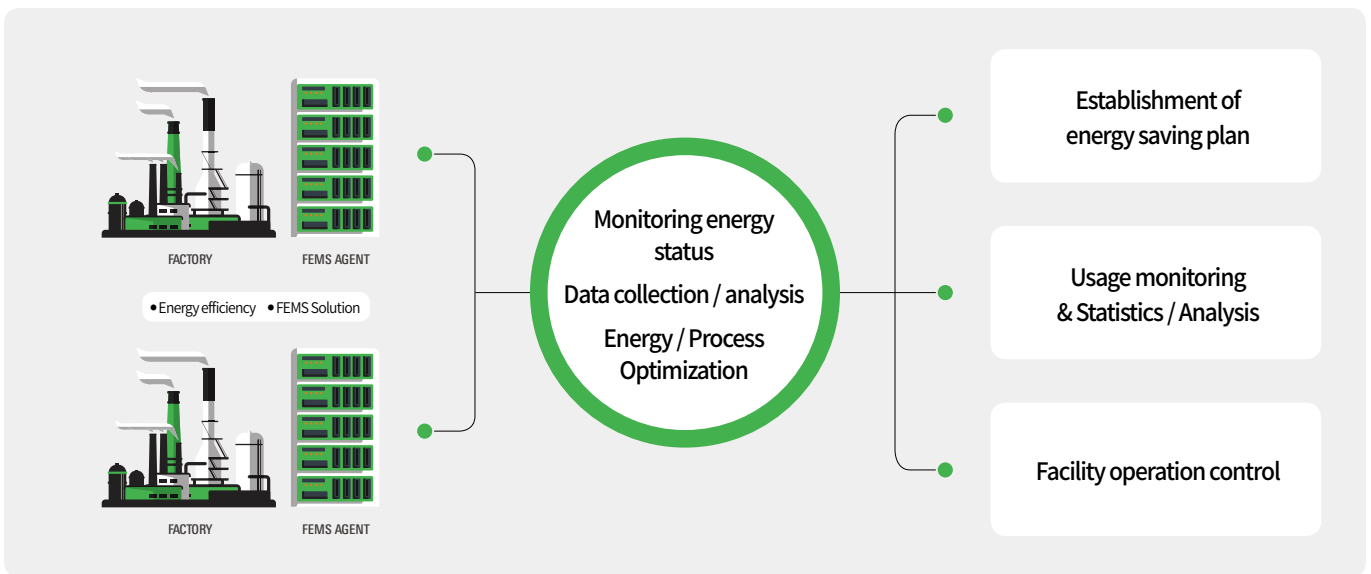 FACTORY
FEMS AGENT
• Energy efficiency • FEMS Solution
FACTORY
FEMS AGENT
Monitoring energy
status
Data collection / analysis
Energy / Process
Optimization
Establishment of
energy saving plan
Usage monitoring
& Statistics / Analysis
Facility operation control